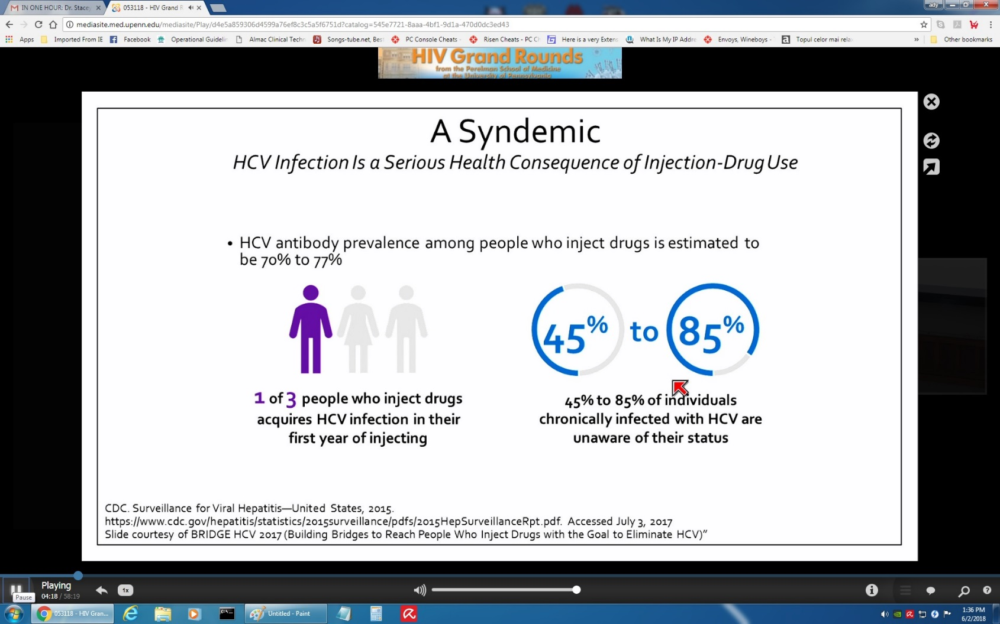 IN ONE HOUR: Dr. Stacey
053118 - HIV Grand R
ady
mediasite.med.upenn.edu/mediasite/Play/d4e5a859306d4599a76ef8c3c5a5f6751d?catalog=545e7721-8aaa-4bf1-9d1a-470d0dc3ed43
Apps Imported From IE Facebook Operational Guidelin Almac Clinical Techn Songs-tube.net, Bes PC Console Cheats - Risen Cheats - PC Ch Here is a very Extens What Is My IP Addre Envoys, Wineboys - Topul celor mai rela » Other bookmarks
HIV Grand Rounds
from the Perelman School of Medicine
at the University of Pennsylvania
A Syndemic
HCV Infection Is a Serious Health Consequence of Injection-Drug Use
• HCV antibody prevalence among people who inject drugs is estimated to
be 70% to 77%
45% to 85%
1 of 3 people who inject drugs
acquires HCV infection in their
first year of injecting
45% to 85% of individuals
chronically infected with HCV are
unaware of their status
CDC. Surveillance for Viral Hepatitis—United States, 2015.
https://www.cdc.gov/hepatitis/statistics/2015surveillance/pdfs/2015HepSurveillanceRpt.pdf. Accessed July 3, 2017
Slide courtesy of BRIDGE HCV 2017 (Building Bridges to Reach People Who Inject Drugs with the Goal to Eliminate HCV)"
Playing
04:18 / 58:19
1x
Pause
053118 - HIV Gran...
Untitled - Paint
1:36 PM
6/2/2018